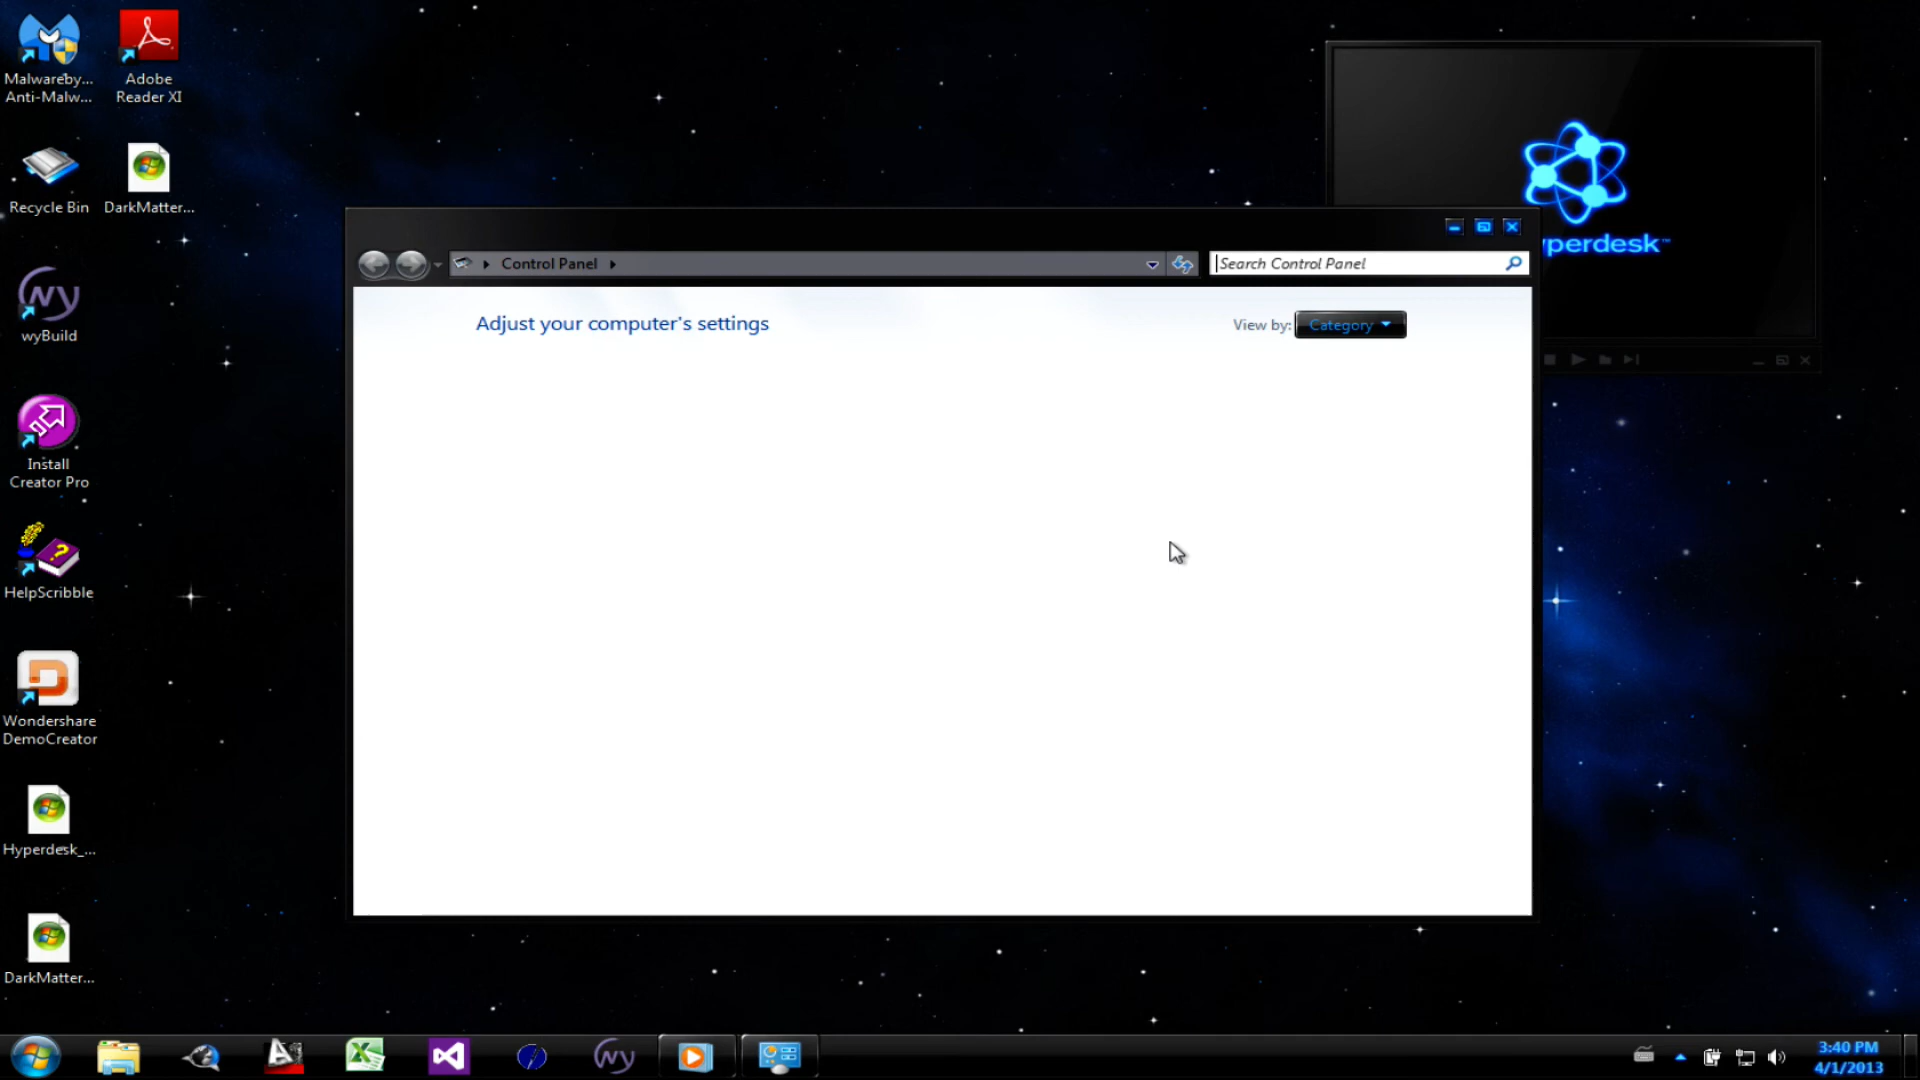 Malwareby...
Anti-Malw...
Adobe
Reader XI
Recycle Bin
DarkMatter...
wyBuild
Install
Creator Pro
HelpScribble
Wondershare
DemoCreator
Hyperdesk_...
DarkMatter...
perdesk™
Control Panel
Search Control Panel
Adjust your computer's settings
View by:
Category
3:40 PM
4/1/2013